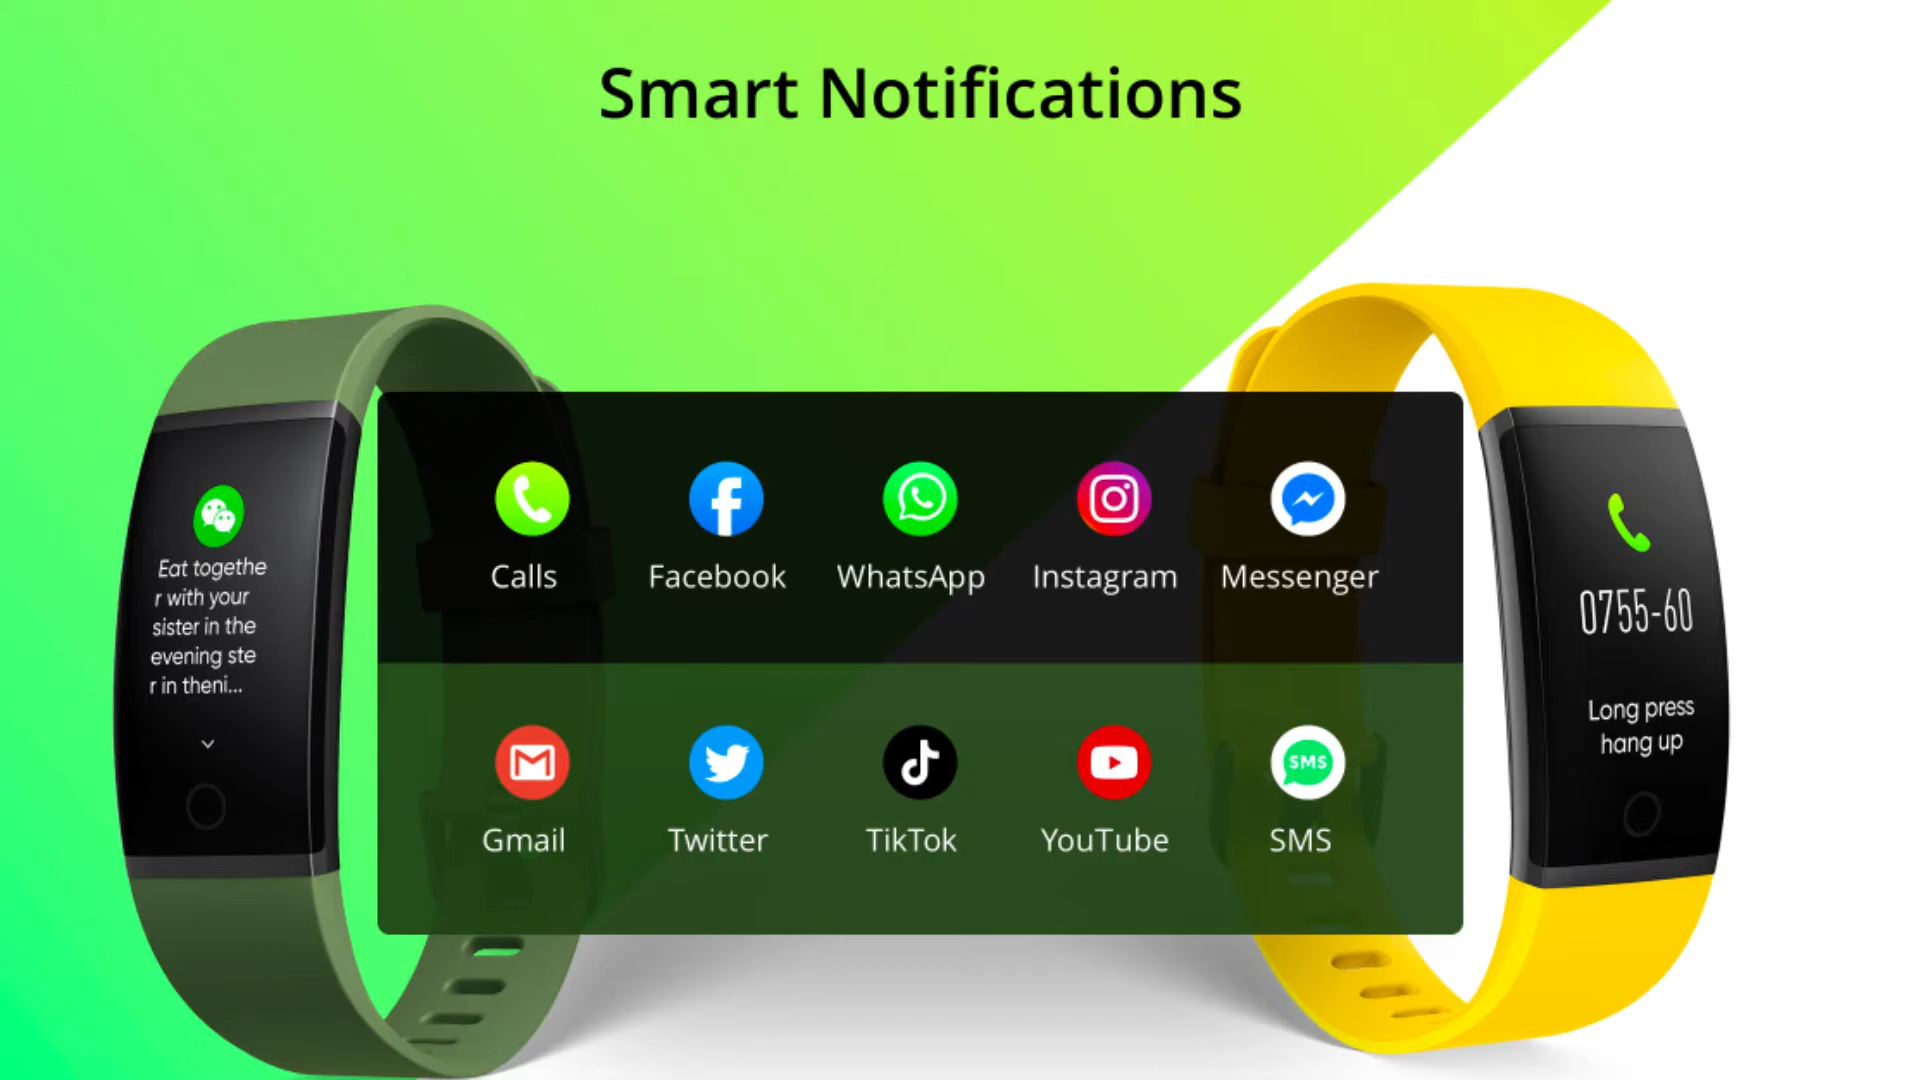 Smart Notifications
Eat togethe
r with your
sister in the
evening ste
r in theni...
Calls
Facebook
WhatsApp
Instagram
Messenger
Gmail
Twitter
TikTok
YouTube
SMS
SMS
0755-60
Long press
hang up